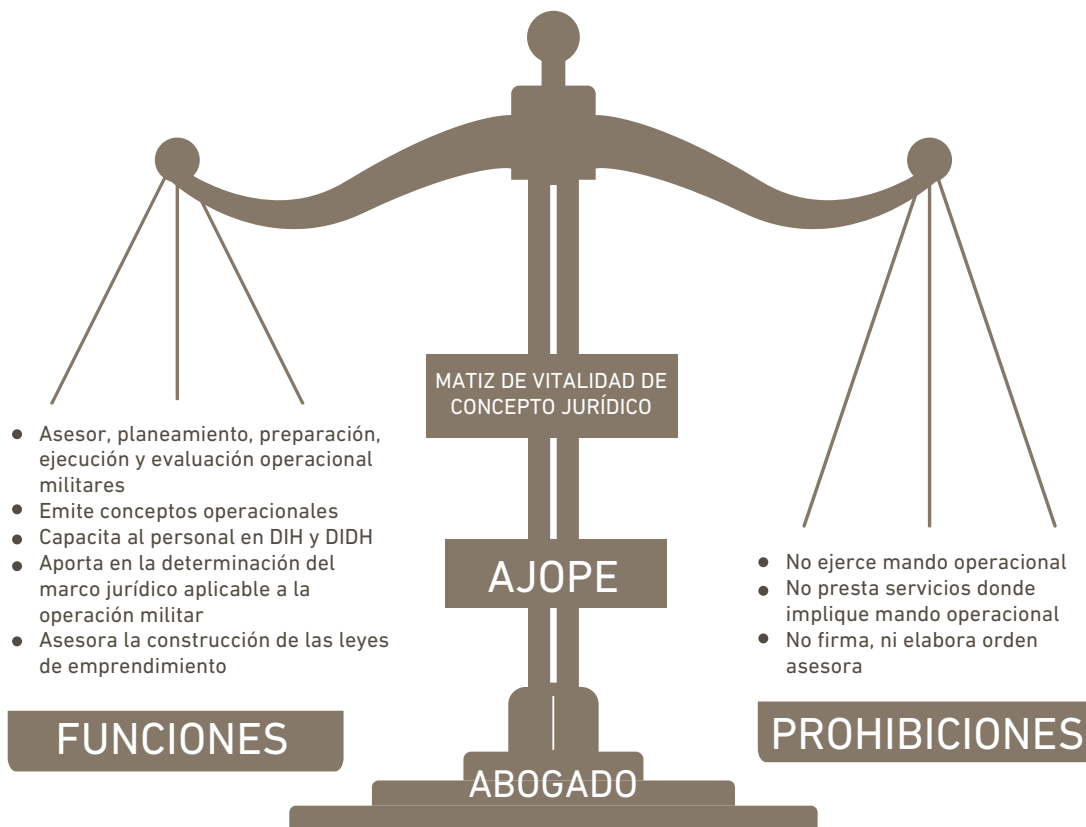 MATIZ DE VITALIDAD DE
CONCEPTO JURÍDICO
● Asesor, planeamiento, preparación,
ejecución y evaluación operacional
militares
● Emite conceptos operacionales
● Capacita al personal en DIH y DIDH
● Aporta en la determinación del
marco jurídico aplicable a la
operación militar
● Asesora la construcción de las leyes
de emprendimiento
FUNCIONES
AJOPE
● No ejerce mando operacional
● No presta servicios donde
implique mando operacional
● No firma, ni elabora orden
asesora
PROHIBICIONES
ABOGADO